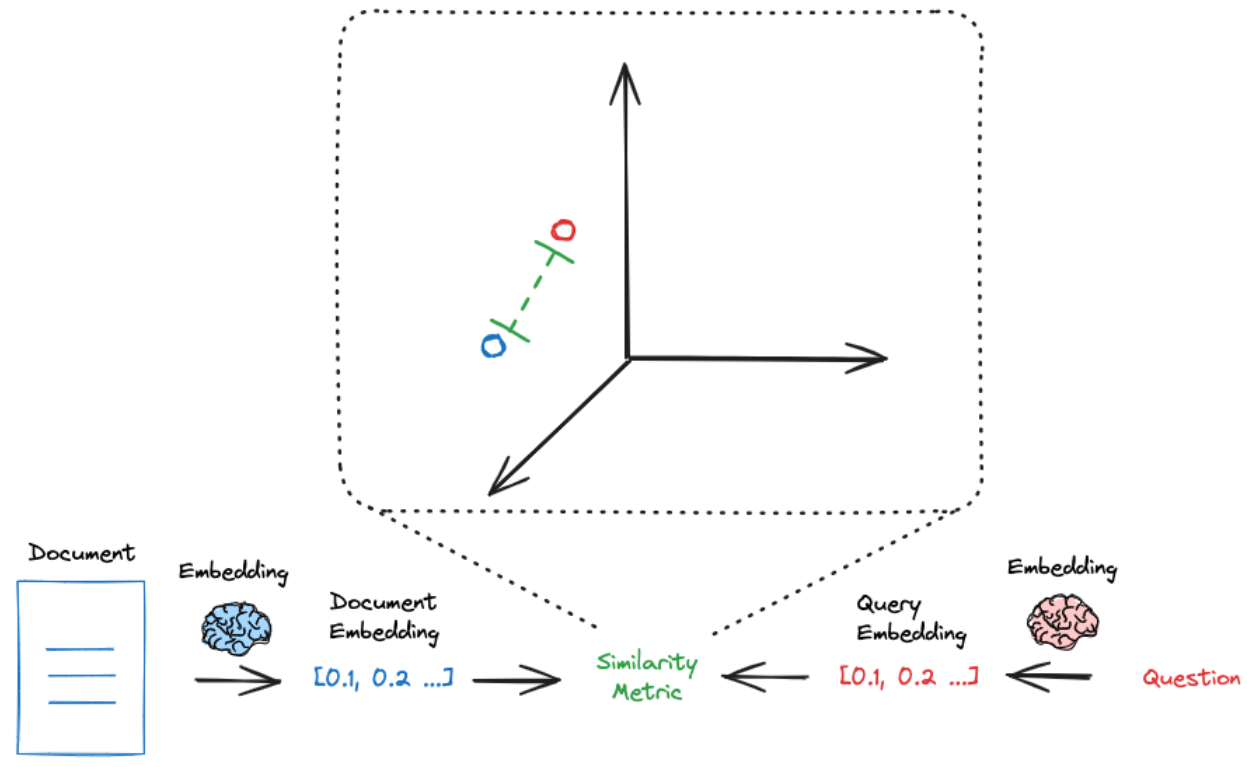 Document
Embedding
Document
Embedding
[0.1, 0.2 ...]
Similarity
Metric
Query
Embedding
[0.1, 0.2 ...]
Embedding
Question